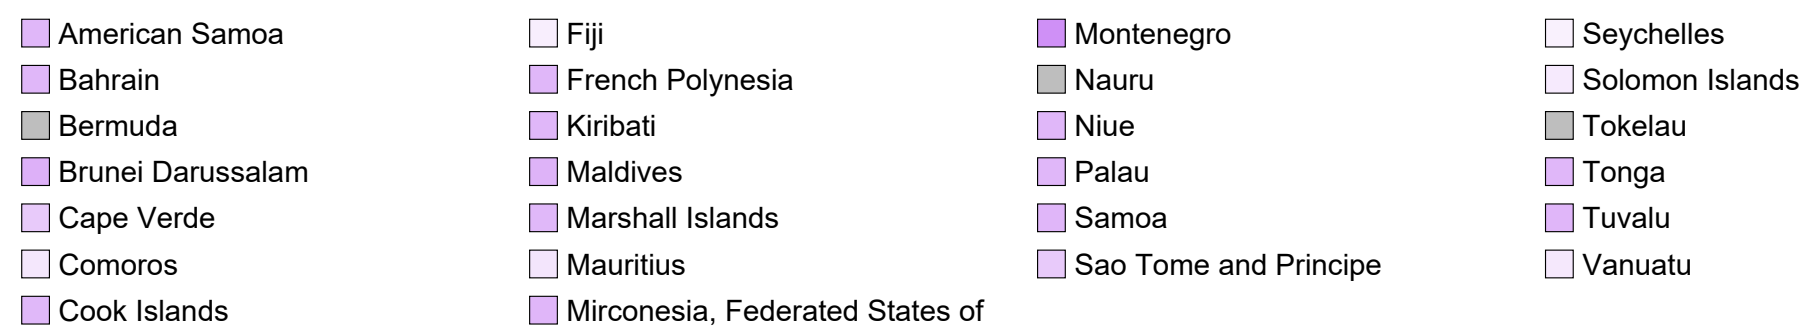 American Samoa
Bahrain
Bermuda
Brunei Darussalam
Cape Verde
Comoros
Cook Islands
Fiji
French Polynesia
Kiribati
Maldives
Marshall Islands
Mauritius
Mirconesia, Federated States of
Montenegro
Nauru
Niue
Palau
Samoa
Sao Tome and Principe
Seychelles
Solomon Islands
Tokelau
Tonga
Tuvalu
Vanuatu